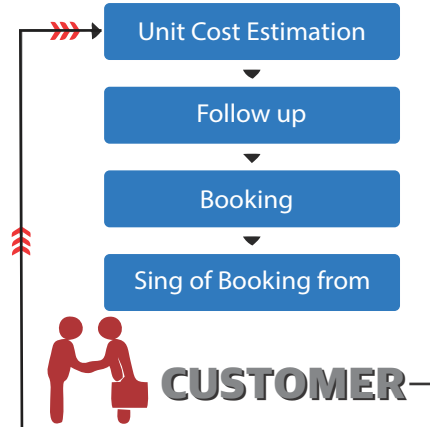 Unit Cost Estimation
Follow up
Booking
Sing of Booking from
CUSTOMER